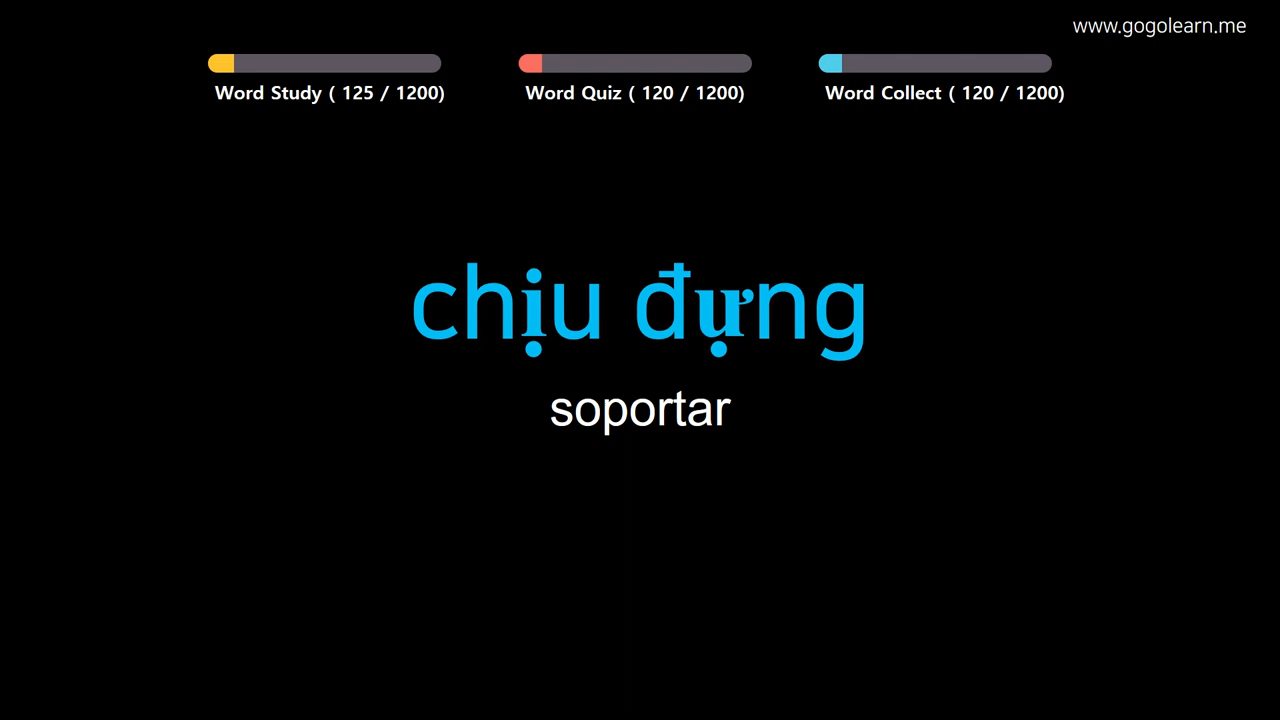 www.gogolearn.me
Word Study ( 125 / 1200)
Word Quiz ( 120 / 1200)
Word Collect ( 120 / 1200)
chịu đựng
soportar